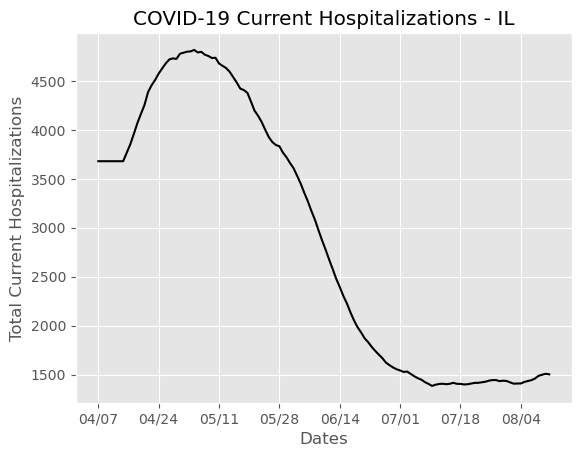 COVID-19 Current Hospitalizations - IL
Total Current Hospitalizations
4500
4000
3500
3000
2500
2000
1500
04/07 04/24 05/11 05/28 06/14 07/01 07/18 08/04
Dates